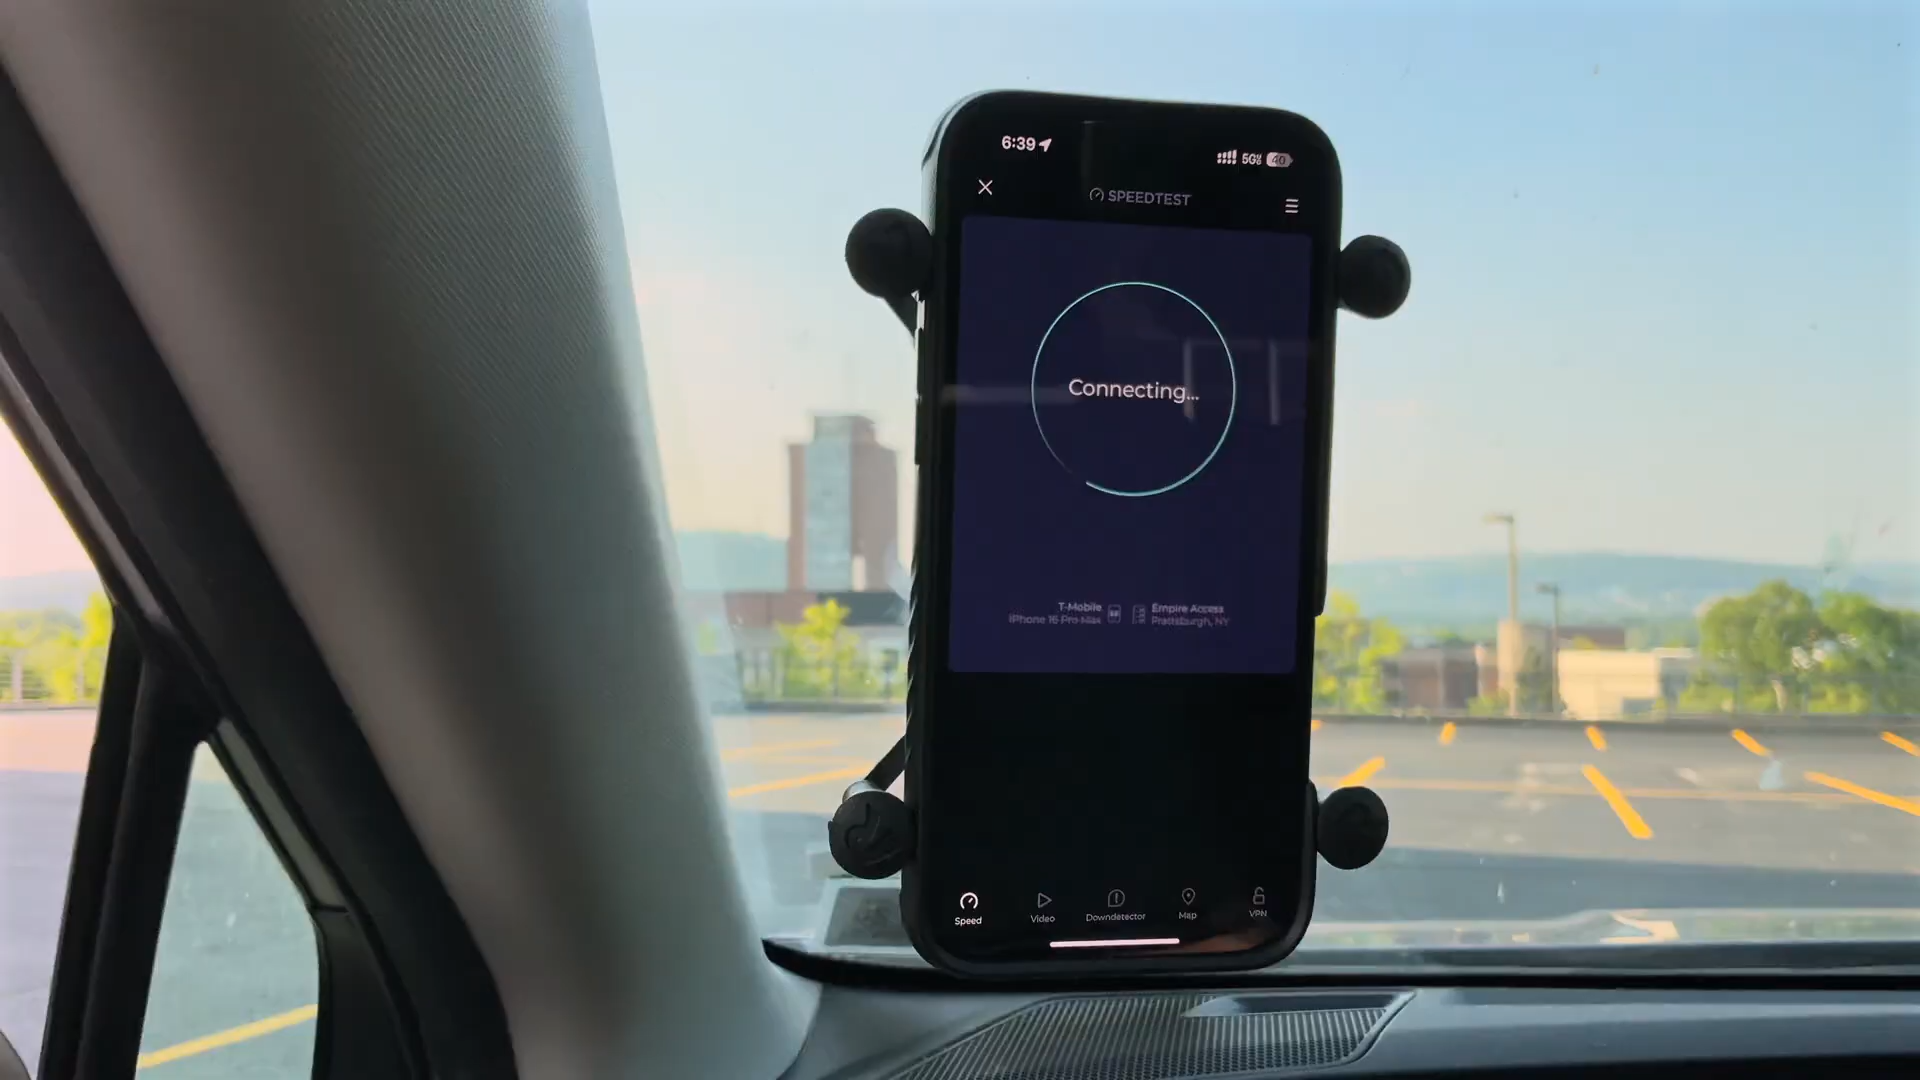 6:39
5G 40
SPEEDTEST
Connecting...
T-Mobile
iPhone 16 Pro Max
Empire Access
Prattsburgh, NY
Speed
Video
Downdetector
Map
VPN